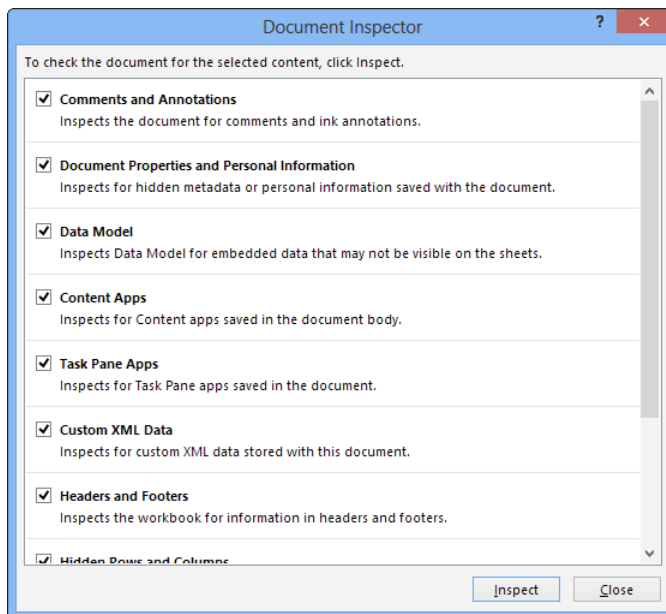 Document Inspector
?
To check the document for the selected content, click Inspect.
Comments and Annotations
Inspects the document for comments and ink annotations.
Document Properties and Personal Information
Inspects for hidden metadata or personal information saved with the document.
Data Model
Inspects Data Model for embedded data that may not be visible on the sheets.
Content Apps
Inspects for Content apps saved in the document body.
Task Pane Apps
Inspects for Task Pane apps saved in the document.
Custom XML Data
Inspects for custom XML data stored with this document.
Headers and Footers
Inspects the workbook for information in headers and footers.
Hidden Rows and Columns
Inspect
Close